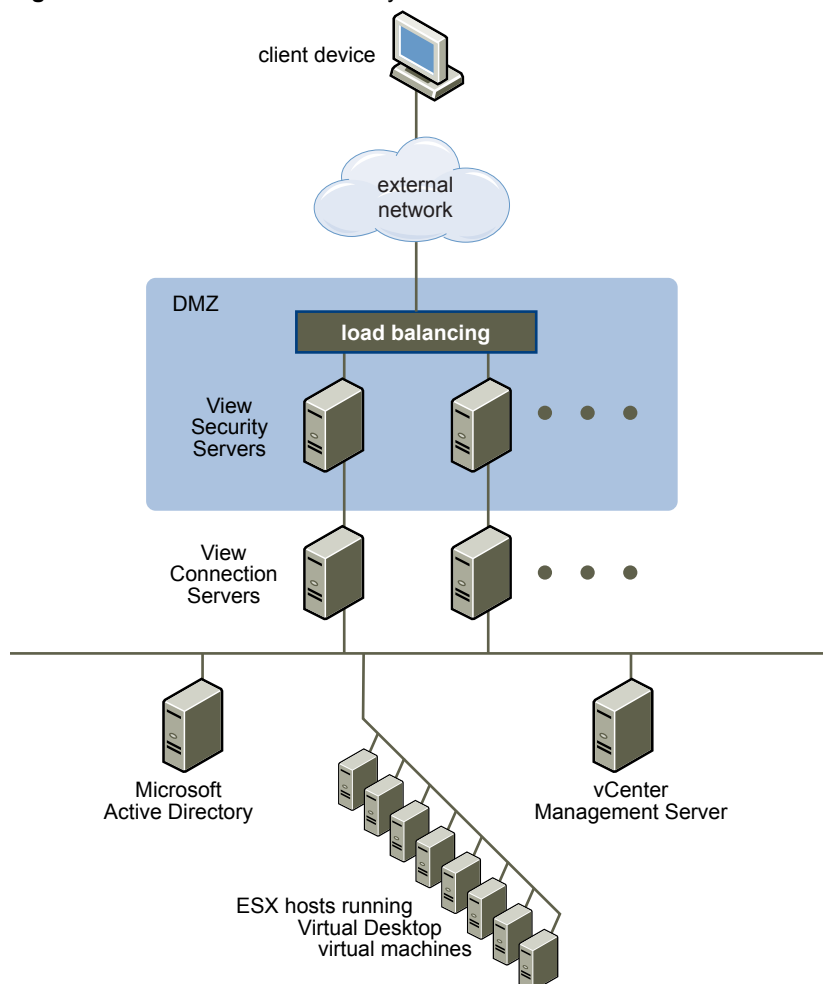 client device
external
network
DMZ
load balancing
View
Security
Servers
View
Connection
Servers
Microsoft
Active Directory
vCenter
Management Server
ESX hosts running
Virtual Desktop
virtual machines